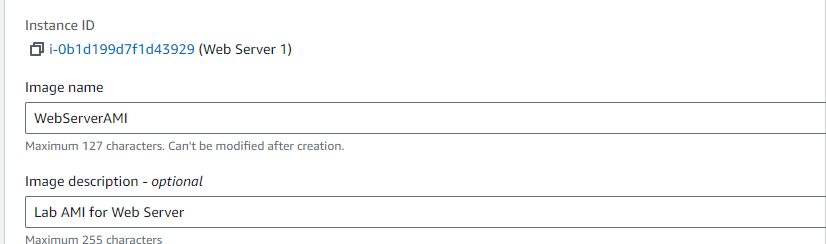 Instance ID
i-0b1d199d7f1d43929 (Web Server 1)
Image name
WebServerAMI
Maximum 127 characters. Can't be modified after creation.
Image description - optional
Lab AMI for Web Server
Maximum 255 characters